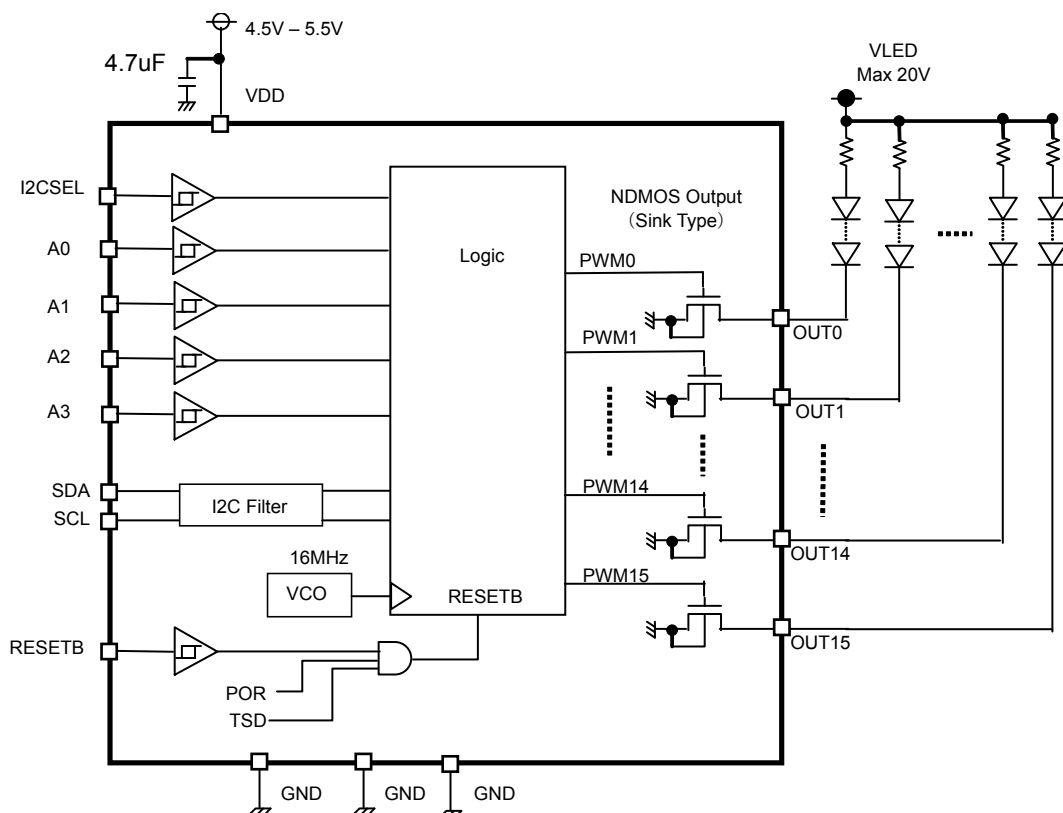 4.5V – 5.5V
4.7uF
VDD
VLED
Max 20V
I2CSEL
A0
A1
A2
A3
SDA
SCL
I2C Filter
16MHz
VCO
RESETB
POR
TSD
Logic
RESETB
NDMOS Output
(Sink Type)
PWM0
PWM1
PWM14
PWM15
OUT0
OUT1
OUT14
OUT15
GND
GND
GND